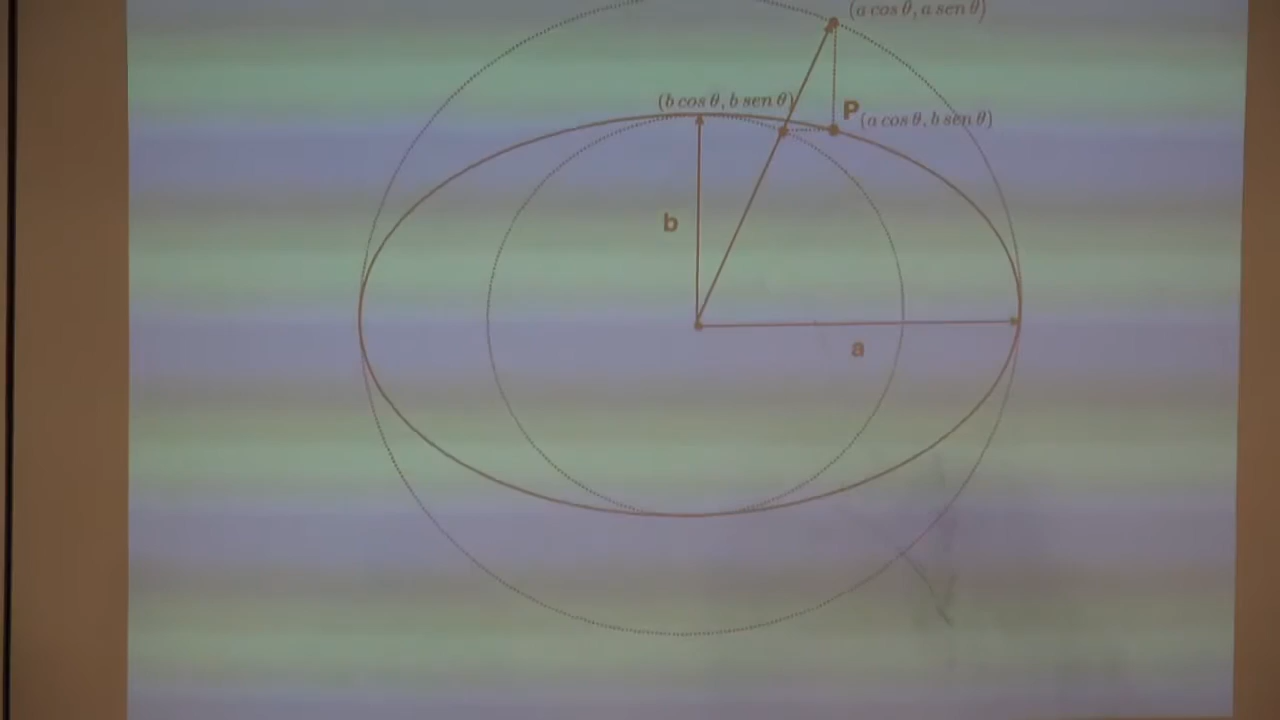 (a cos θ, a sen θ)
(b cos θ, b sen θ)
P (a cos θ, b sen θ)
b
a